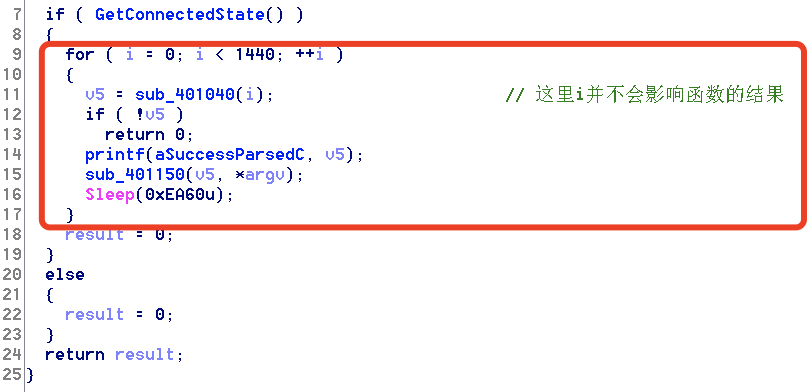 7 if ( GetConnectedState() )
8 {
9 for ( i = 0; i < 1440; ++i )
10 {
11 v5 = sub_401040(i); // 这里i并不会影响函数的结果
12 if ( !v5 )
13 return 0;
14 printf(aSuccessParsedC, v5);
15 sub_401150(v5, *argv);
16 Sleep(0xEA60u);
17 }
18 result = 0;
19 }
20 else
21 {
22 result = 0;
23 }
24 return result;
25 }